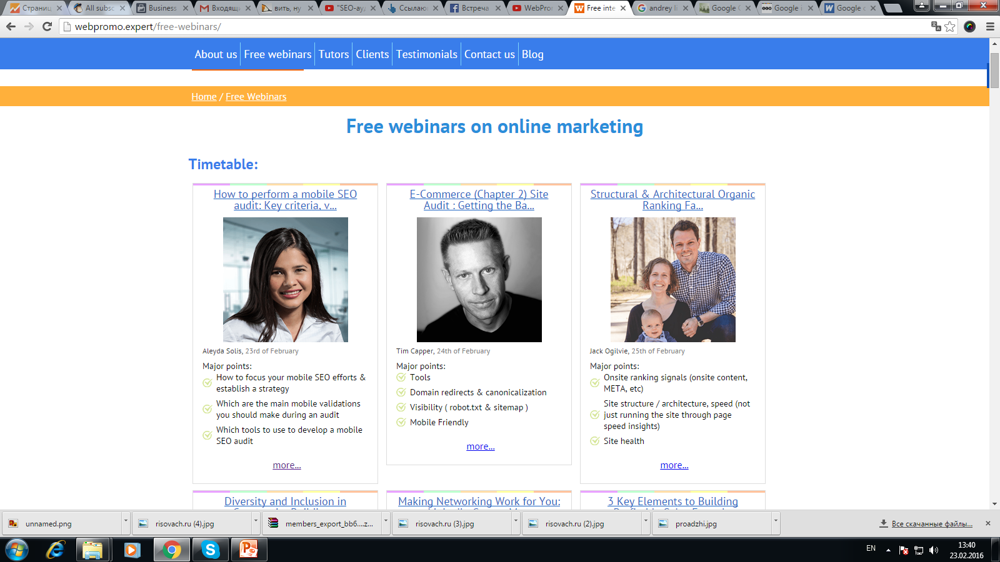 Страниц
All subsc
Business
Входящи
вить, ну
"SEO-ауд
Ссылаю
Встреча
WebPron
Free inte
andrey li
Google C
Google i
Google c
webpromo.expert/free-webinars/
About us
Free webinars
Tutors
Clients
Testimonials
Contact us
Blog
Home / Free Webinars
Free webinars on online marketing
Timetable:
How to perform a mobile SEO
audit: Key criteria, v...
Aleyda Solis, 23rd of February
Major points:
How to focus your mobile SEO efforts &
establish a strategy
Which are the main mobile validations
you should make during an audit
Which tools to use to develop a mobile
SEO audit
more...
E-Commerce (Chapter 2) Site
Audit : Getting the Ba...
Tim Capper, 24th of February
Major points:
Tools
Domain redirects & canonicalization
Visibility ( robot.txt & sitemap )
Mobile Friendly
more...
Structural & Architectural Organic
Ranking Fa...
Jack Ogilvie, 25th of February
Major points:
Onsite ranking signals (onsite content,
META, etc)
Site structure / architecture, speed (not
just running the site through page
speed insights)
Site health
more...
Diversity and Inclusion in
Making Networking Work for You:
3 Key Elements to Building
unnamed.png
risovach.ru (4).jpg
members_export_bb6....z...
risovach.ru (3).jpg
risovach.ru (2).jpg
proadzhi.jpg
Все скачанные файлы...
EN
13:40
23.02.2016